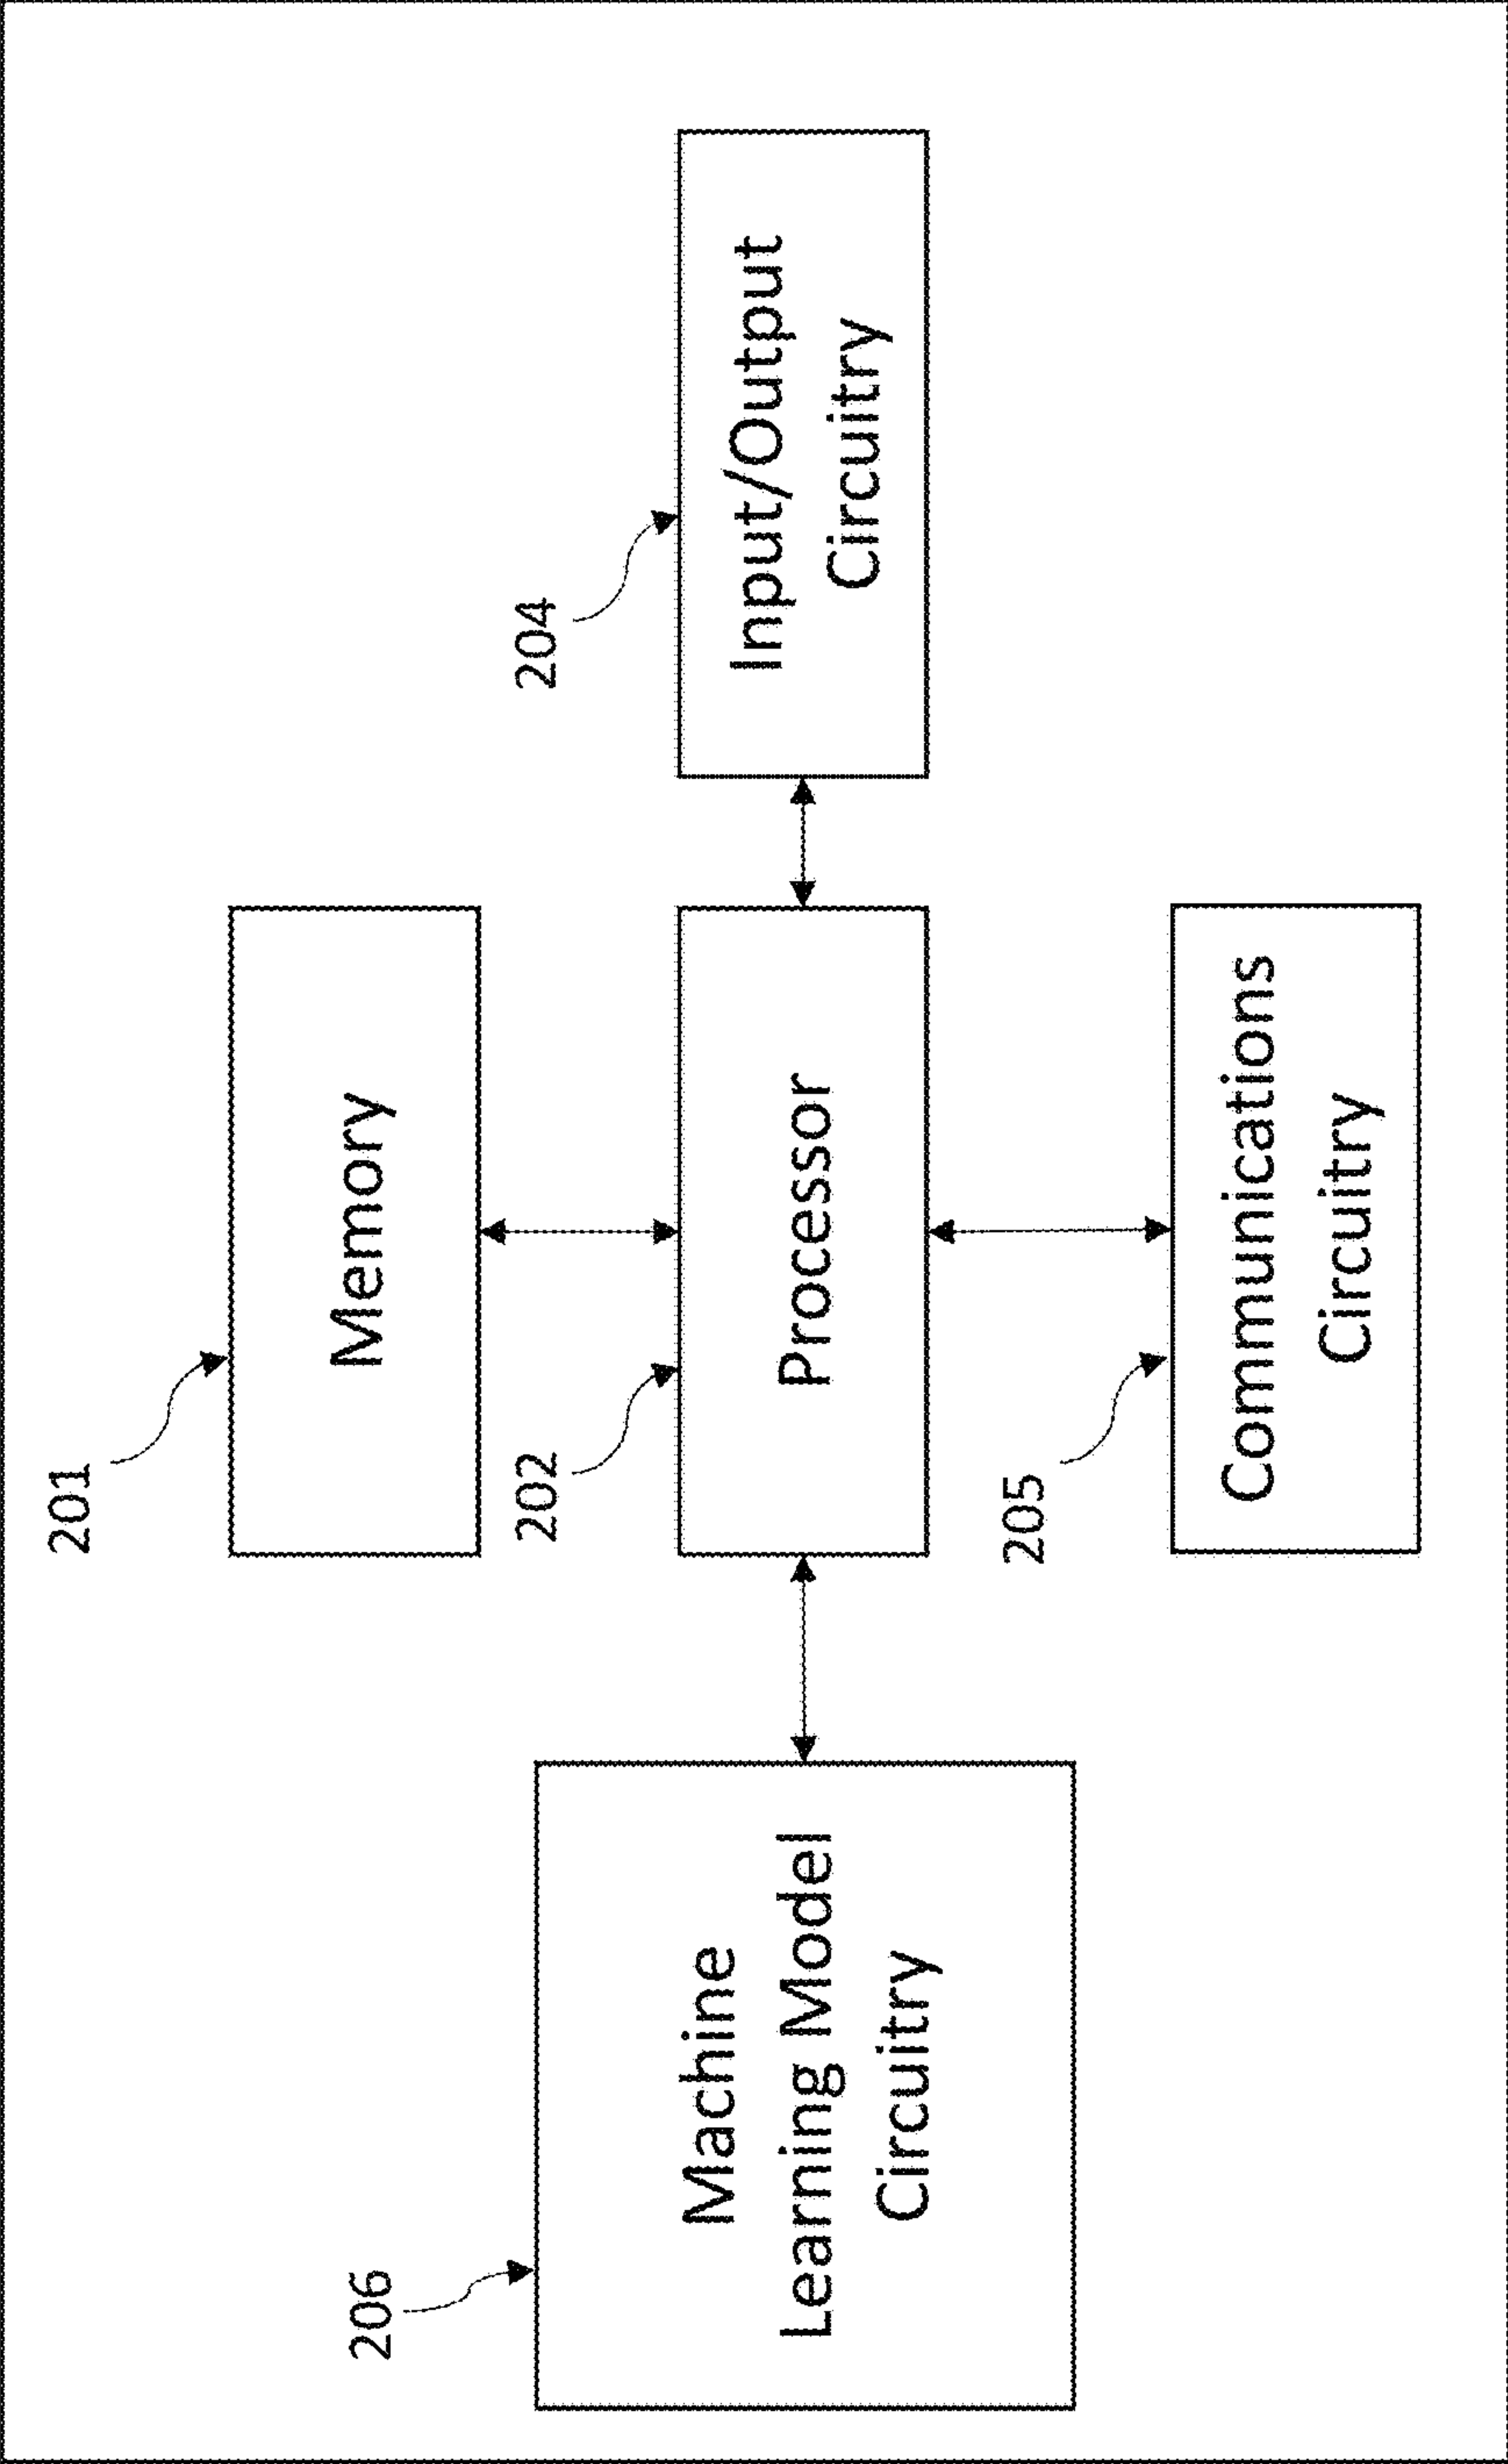 201
Memory
206
Machine
Learning Model
Circuitry
202
Processor
204
Input/Output
Circuitry
205
Communications
Circuitry